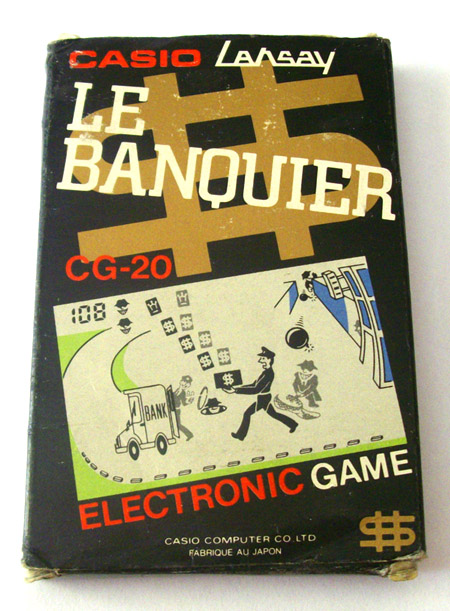 CASIO Lansay
LE
BANQUIER
CG-20
108
BANK
ELECTRONIC GAME
CASIO COMPUTER CO. LTD
FABRIQUE AU JAPON